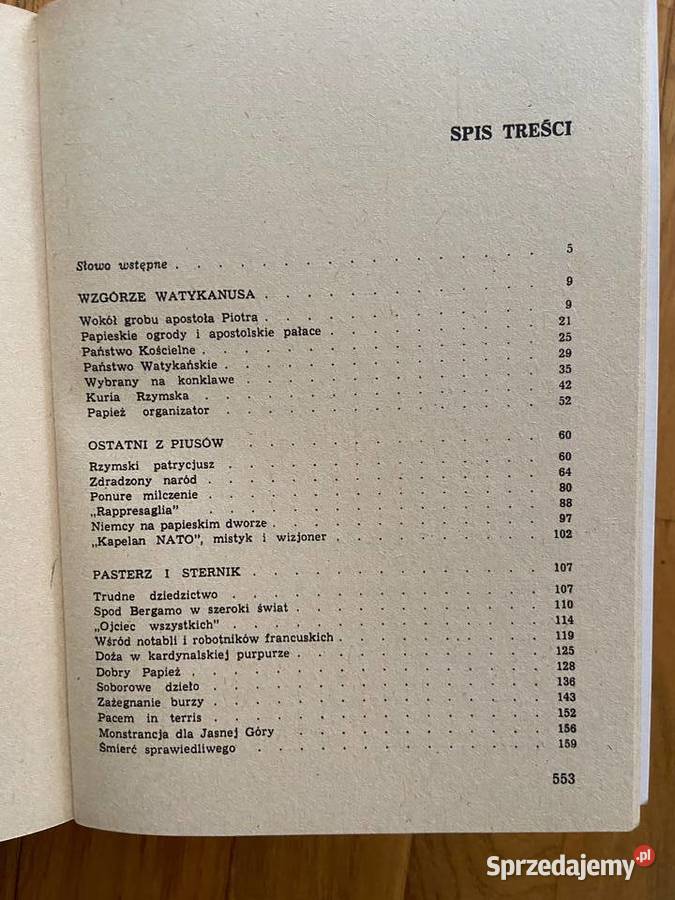 SPIS TREŚCI
Słowo wstępne . . . . . . . . . . . . . . . 5
WZGÓRZE WATYKANUSA . . . . . . . . . . . . 9
Wokół grobu apostoła Piotra . . . . . . . . . . . 9
Papieskie ogrody i apostolskie pałace . . . . . . . . . 21
Państwo Kościelne . . . . . . . . . . . . . . 25
Państwo Watykańskie . . . . . . . . . . . . . 29
Wybrany na konklawe . . . . . . . . . . . . . 35
Kuria Rzymska . . . . . . . . . . . . . . . 42
Papież organizator . . . . . . . . . . . . . . 52
OSTATNI Z PIUSÓW . . . . . . . . . . . . . 60
Rzymski patrycjusz . . . . . . . . . . . . . . 60
Zdradzony naród . . . . . . . . . . . . . . 64
Ponure milczenie . . . . . . . . . . . . . . 80
„Rappresaglia” . . . . . . . . . . . . . . . 88
Niemcy na papieskim dworze . . . . . . . . . . . 97
„Kapelan NATO”, mistyk i wizjoner . . . . . . . . . 102
PASTERZ I STERNIK . . . . . . . . . . . . . 107
Trudne dziedzictwo . . . . . . . . . . . . . . 107
Spod Bergamo w szeroki świat . . . . . . . . . . . 110
„Ojciec wszystkich” . . . . . . . . . . . . . . 114
Wśród notabli i robotników francuskich . . . . . . . . 119
Doża w kardynalskiej purpurze . . . . . . . . . . . 125
Dobry Papież . . . . . . . . . . . . . . . 128
Soborowe dzieło . . . . . . . . . . . . . . 136
Zażegnanie burzy . . . . . . . . . . . . . . 143
Pacem in terris . . . . . . . . . . . . . . 152
Monstrancja dla Jasnej Góry . . . . . . . . . . . 156
Śmierć sprawiedliwego . . . . . . . . . . . . 159
553
Sprzedajemy.pl